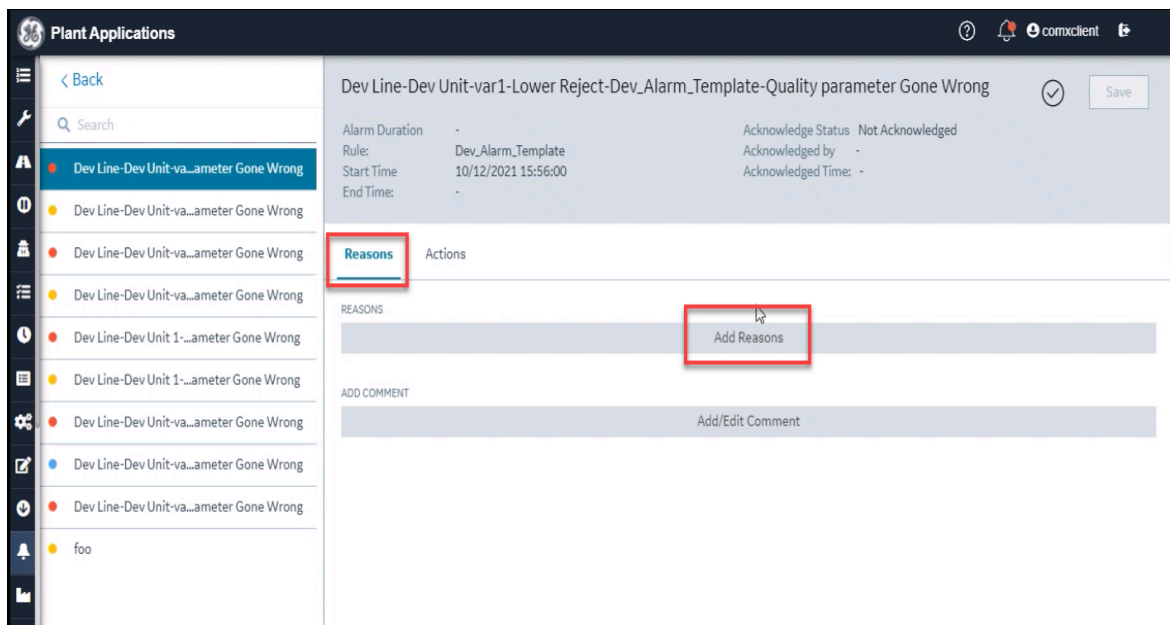 Plant Applications
comxclient
Back
Search
Dev Line-Dev Unit-va...ameter Gone Wrong
Dev Line-Dev Unit-va...ameter Gone Wrong
Dev Line-Dev Unit-va...ameter Gone Wrong
Dev Line-Dev Unit-va...ameter Gone Wrong
Dev Line-Dev Unit 1-...ameter Gone Wrong
Dev Line-Dev Unit 1-...ameter Gone Wrong
Dev Line-Dev Unit-va...ameter Gone Wrong
Dev Line-Dev Unit-va...ameter Gone Wrong
Dev Line-Dev Unit-va...ameter Gone Wrong
foo
Dev Line-Dev Unit-var1-Lower Reject-Dev_Alarm_Template-Quality parameter Gone Wrong
Save
Alarm Duration -
Rule: Dev_Alarm_Template
Start Time 10/12/2021 15:56:00
End Time: -
Acknowledge Status Not Acknowledged
Acknowledged by -
Acknowledged Time: -
Reasons Actions
REASONS
Add Reasons
ADD COMMENT
Add/Edit Comment